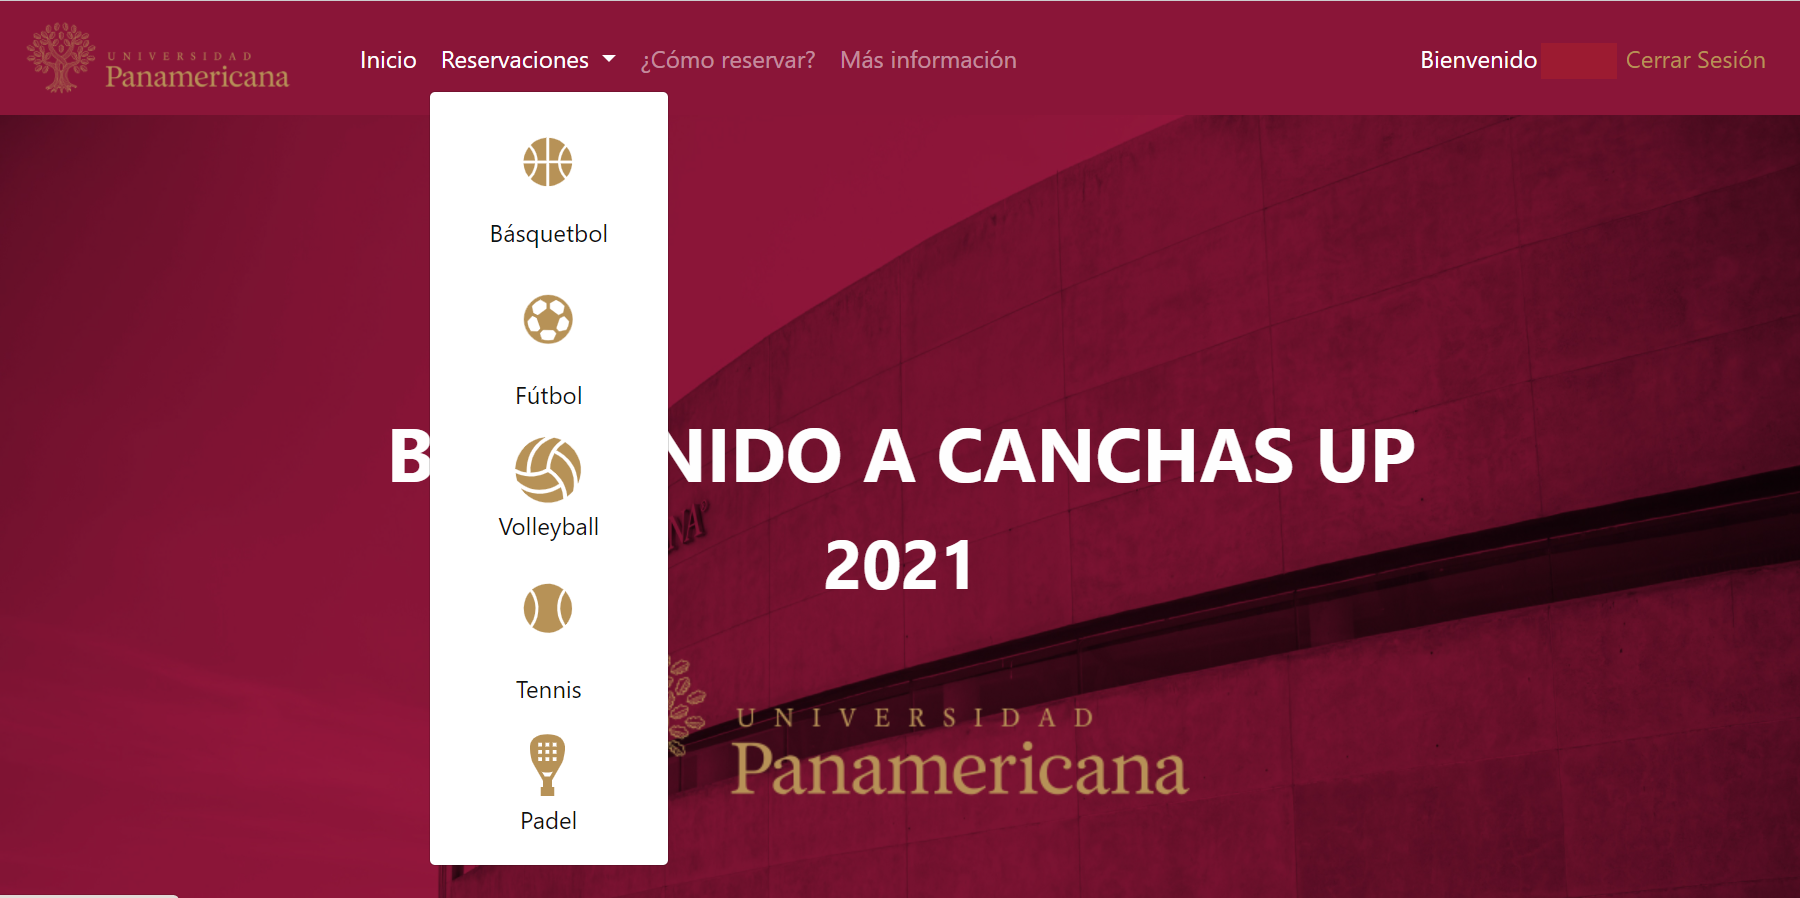 UNIVERSIDAD
Panamericana
Inicio
Reservaciones
¿Cómo reservar?
Más información
Bienvenido
Cerrar Sesión
Básquetbol
Fútbol
Volleyball
Tennis
Padel
B NIDO A CANCHAS UP
2021
UNIVERSIDAD
Panamericana